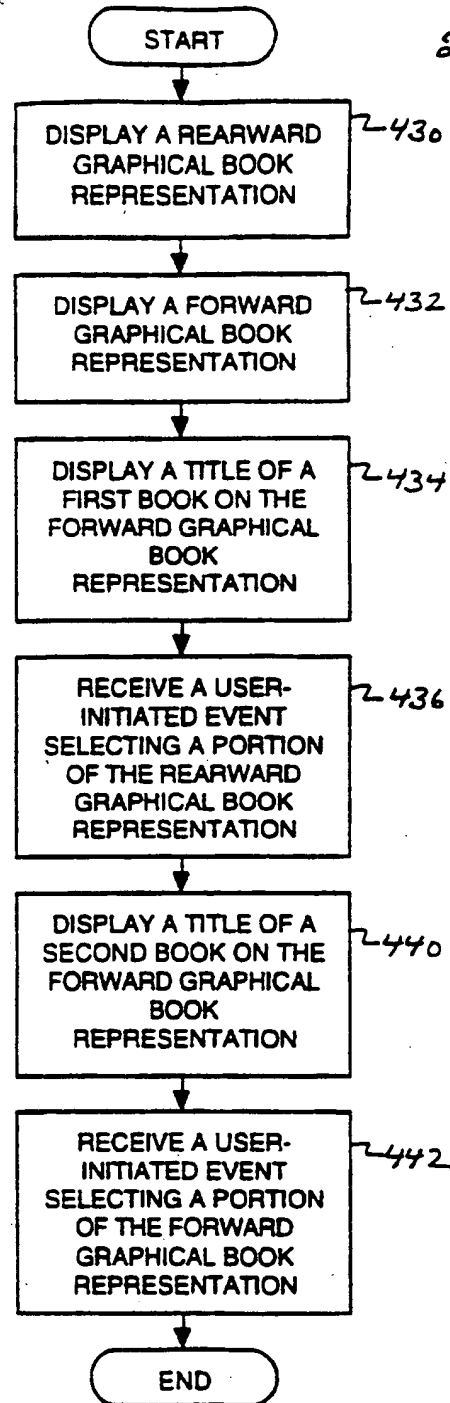 START
DISPLAY A REARWARD
GRAPHICAL BOOK
REPRESENTATION
430
DISPLAY A FORWARD
GRAPHICAL BOOK
REPRESENTATION
432
DISPLAY A TITLE OF A
FIRST BOOK ON THE
FORWARD GRAPHICAL
BOOK
REPRESENTATION
434
RECEIVE A USER-
INITIATED EVENT
SELECTING A PORTION
OF THE REARWARD
GRAPHICAL BOOK
REPRESENTATION
436
DISPLAY A TITLE OF A
SECOND BOOK ON THE
FORWARD GRAPHICAL
BOOK
REPRESENTATION
440
RECEIVE A USER-
INITIATED EVENT
SELECTING A PORTION
OF THE FORWARD
GRAPHICAL BOOK
REPRESENTATION
442
END